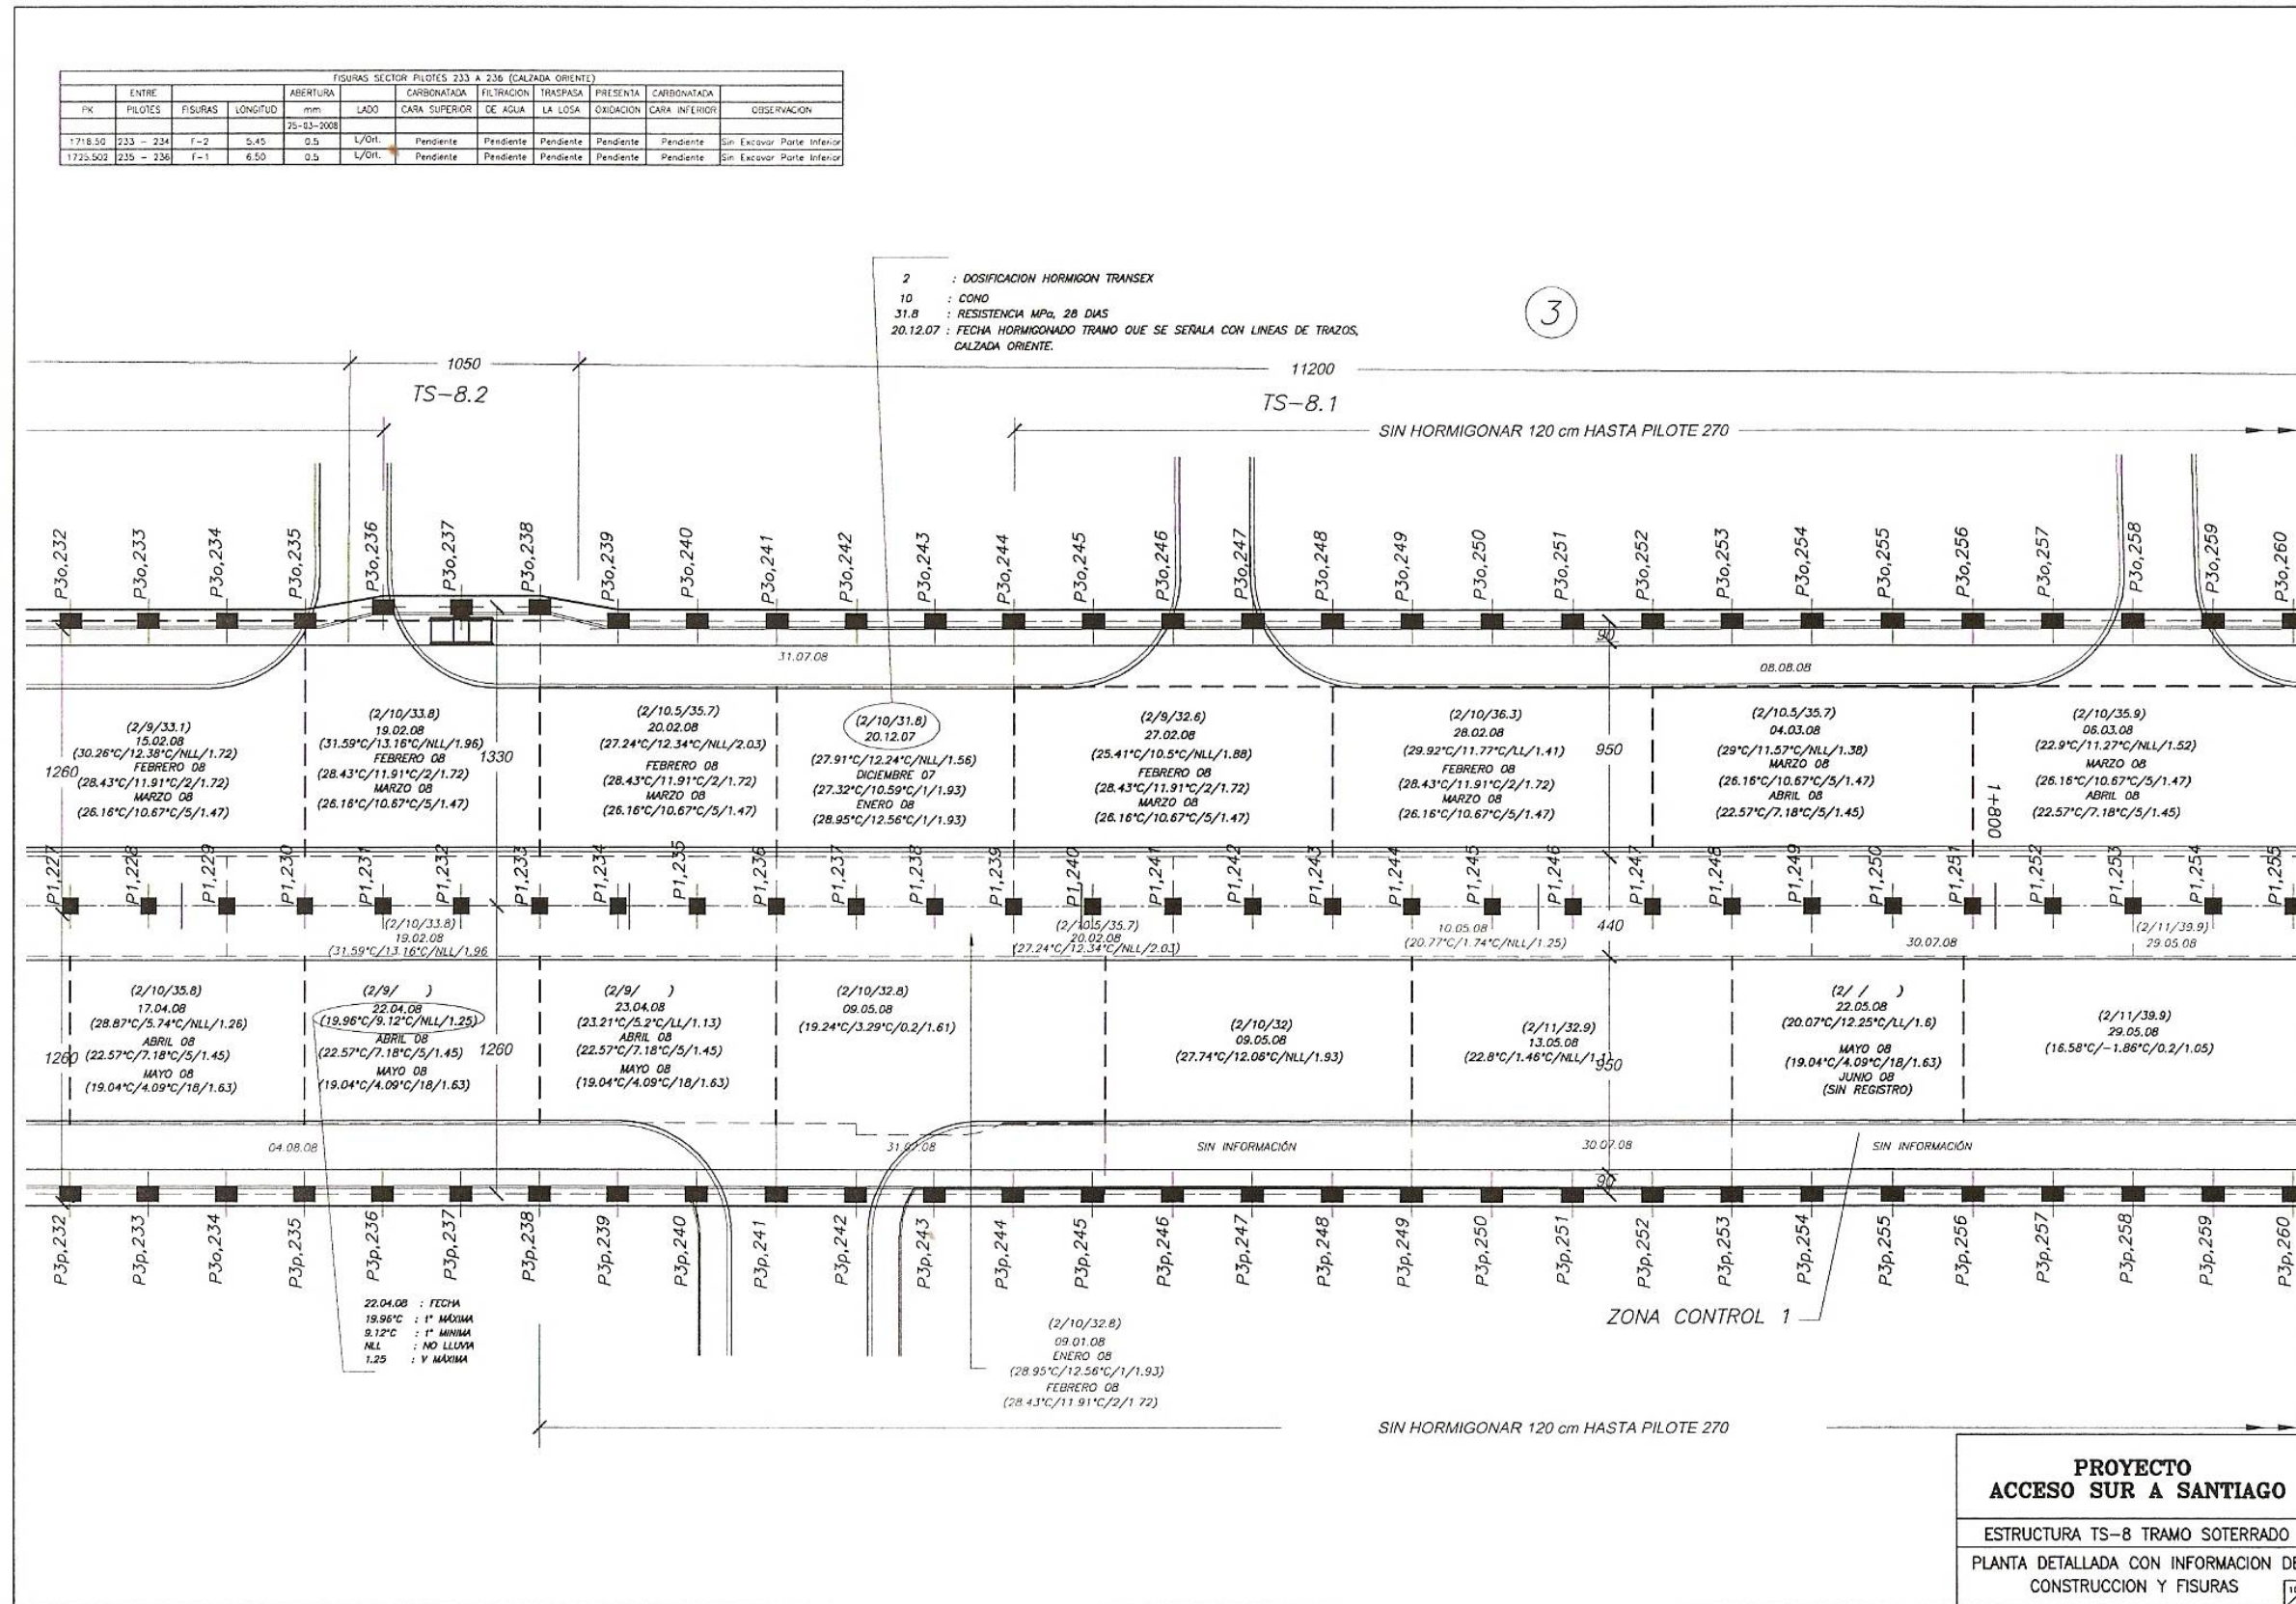 FISURAS SECTOR PILOTES 233 A 236 (CALZADA ORIENTE)
PK ENTRE PILOTES FISURAS LONGITUD ABERTURA mm LADO CARBONATADA CARA SUPERIOR FILTRACION DE AGUA TRASPASA LA LOSA PRESENTA OXIDACION CARBONATADA CARA INFERIOR OBSERVACION
25-03-2008
1718.50 233 - 234 F-2 5.45 0.5 L/Ort. Pendiente Pendiente Pendiente Pendiente Pendiente Sin Excavar Parte Inferior
1725.502 235 - 236 F-1 6.50 0.5 L/Ort. Pendiente Pendiente Pendiente Pendiente Pendiente Sin Excavar Parte Inferior
2 : DOSIFICACION HORMIGON TRANSEX
10 : CONO
31.8 : RESISTENCIA MPa, 28 DIAS
20.12.07 : FECHA HORMIGONADO TRAMO QUE SE SEÑALA CON LINEAS DE TRAZOS,
CALZADA ORIENTE.
3
1050
11200
TS-8.2
TS-8.1
SIN HORMIGONAR 120 cm HASTA PILOTE 270
P3o,232 P3o,233 P3o,234 P3o,235 P3o,236 P3o,237 P3o,238 P3o,239 P3o,240 P3o,241 P3o,242 P3o,243 P3o,244 P3o,245 P3o,246 P3o,247 P3o,248 P3o,249 P3o,250 P3o,251 P3o,252 P3o,253 P3o,254 P3o,255 P3o,256 P3o,257 P3o,258 P3o,259 P3o,260
90
31.07.08
08.08.08
1260
(2/9/33.1)
15.02.08
(30.26°C/12.38°C/NLL/1.72)
FEBRERO 08
(28.43°C/11.91°C/2/1.72)
MARZO 08
(26.16°C/10.67°C/5/1.47)
(2/10/33.8)
19.02.08
(31.59°C/13.16°C/NLL/1.96)
FEBRERO 08
(28.43°C/11.91°C/2/1.72)
MARZO 08
(26.16°C/10.67°C/5/1.47)
1330
(2/10.5/35.7)
20.02.08
(27.24°C/12.34°C/NLL/2.03)
FEBRERO 08
(28.43°C/11.91°C/2/1.72)
MARZO 08
(26.16°C/10.67°C/5/1.47)
(2/10/31.8)
20.12.07
(27.91°C/12.24°C/NLL/1.56)
DICIEMBRE 07
(27.32°C/10.59°C/1/1.93)
ENERO 08
(28.95°C/12.56°C/1/1.93)
(2/9/32.6)
27.02.08
(25.41°C/10.5°C/NLL/1.88)
FEBRERO 08
(28.43°C/11.91°C/2/1.72)
MARZO 08
(26.16°C/10.67°C/5/1.47)
(2/10/36.3)
28.02.08
(29.92°C/11.77°C/LL/1.41)
FEBRERO 08
(28.43°C/11.91°C/2/1.72)
MARZO 08
(26.16°C/10.67°C/5/1.47)
950
(2/10.5/35.7)
04.03.08
(29°C/11.57°C/NLL/1.38)
MARZO 08
(26.16°C/10.67°C/5/1.47)
ABRIL 08
(22.57°C/7.18°C/5/1.45)
1+800
(2/10/35.9)
06.03.08
(22.9°C/11.27°C/NLL/1.52)
MARZO 08
(26.16°C/10.67°C/5/1.47)
ABRIL 08
(22.57°C/7.18°C/5/1.45)
P1,227 P1,228 P1,229 P1,230 P1,231 P1,232 P1,233 P1,234 P1,235 P1,236 P1,237 P1,238 P1,239 P1,240 P1,241 P1,242 P1,243 P1,244 P1,245 P1,246 P1,247 P1,248 P1,249 P1,250 P1,251 P1,252 P1,253 P1,254 P1,255
(2/10/33.8)
19.02.08
(31.59°C/13.16°C/NLL/1.96
(2/10.5/35.7)
20.02.08
(27.24°C/12.34°C/NLL/2.03)
10.05.08
(20.77°C/1.74°C/NLL/1.25)
440
30.07.08
(2/11/39.9)
29.05.08
1260
(2/10/35.8)
17.04.08
(28.87°C/5.74°C/NLL/1.26)
ABRIL 08
(22.57°C/7.18°C/5/1.45)
MAYO 08
(19.04°C/4.09°C/18/1.63)
(2/9/ )
22.04.08
(19.96°C/9.12°C/NLL/1.25)
ABRIL 08
(22.57°C/7.18°C/5/1.45)
MAYO 08
(19.04°C/4.09°C/18/1.63)
1260
(2/9/ )
23.04.08
(23.21°C/5.2°C/LL/1.13)
ABRIL 08
(22.57°C/7.18°C/5/1.45)
MAYO 08
(19.04°C/4.09°C/18/1.63)
(2/10/32.8)
09.05.08
(19.24°C/3.29°C/0.2/1.61)
(2/10/32)
09.05.08
(27.74°C/12.06°C/NLL/1.93)
(2/11/32.9)
13.05.08
(22.8°C/1.46°C/NLL/1.1)
950
(2/ / )
22.05.08
(20.07°C/12.25°C/LL/1.6)
MAYO 08
(19.04°C/4.09°C/18/1.63)
JUNIO 08
(SIN REGISTRO)
(2/11/39.9)
29.05.08
(16.58°C/-1.86°C/0.2/1.05)
04.08.08
31.07.08
SIN INFORMACIÓN
30.07.08
SIN INFORMACIÓN
90
P3p,232 P3p,233 P3o,234 P3p,235 P3p,236 P3p,237 P3p,238 P3p,239 P3p,240 P3p,241 P3p,242 P3p,243 P3p,244 P3p,245 P3p,246 P3p,247 P3p,248 P3p,249 P3p,250 P3p,251 P3p,252 P3p,253 P3p,254 P3p,255 P3p,256 P3p,257 P3p,258 P3p,259 P3p,260
22.04.08 : FECHA
19.96°C : 1° MÁXIMA
9.12°C : 1° MINIMA
NLL : NO LLUVIA
1.25 : V MÁXIMA
(2/10/32.8)
09.01.08
ENERO 08
(28.95°C/12.56°C/1/1.93)
FEBRERO 08
(28.43°C/11.91°C/2/1.72)
ZONA CONTROL 1
SIN HORMIGONAR 120 cm HASTA PILOTE 270
PROYECTO
ACCESO SUR A SANTIAGO
ESTRUCTURA TS-8 TRAMO SOTERRADO
PLANTA DETALLADA CON INFORMACION DE
CONSTRUCCION Y FISURAS